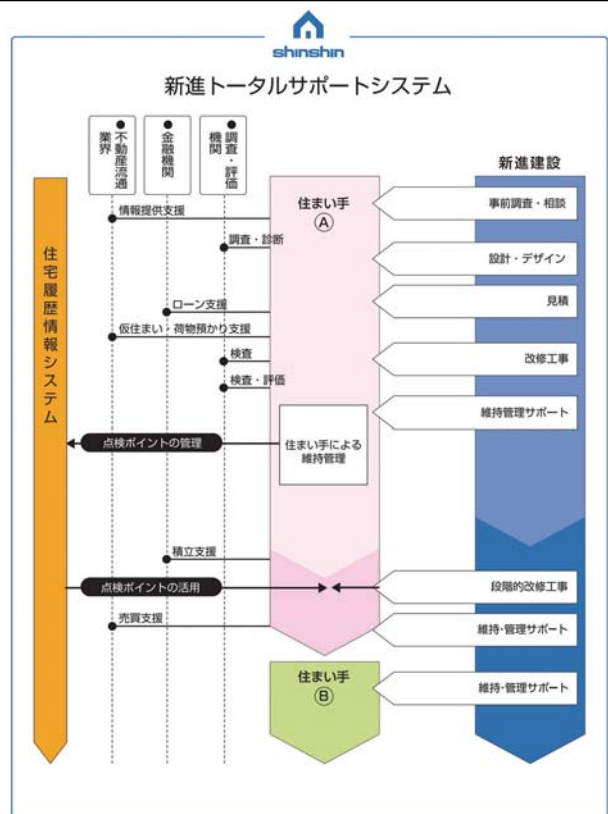 shinshin
新進トータルサポートシステム
●不動産流通
業界
●金融機関
●調査・評価
機関
新進建設
住宅履歴情報システム
住まい手
Ⓐ
事前調査・相談
情報提供支援
調査・診断
設計・デザイン
見積
ローン支援
仮住まい・荷物預かり支援
検査
改修工事
検査・評価
維持管理サポート
点検ポイントの管理
住まい手による
維持管理
積立支援
点検ポイントの活用
段階的改修工事
売買支援
維持・管理サポート
住まい手
Ⓑ
維持・管理サポート